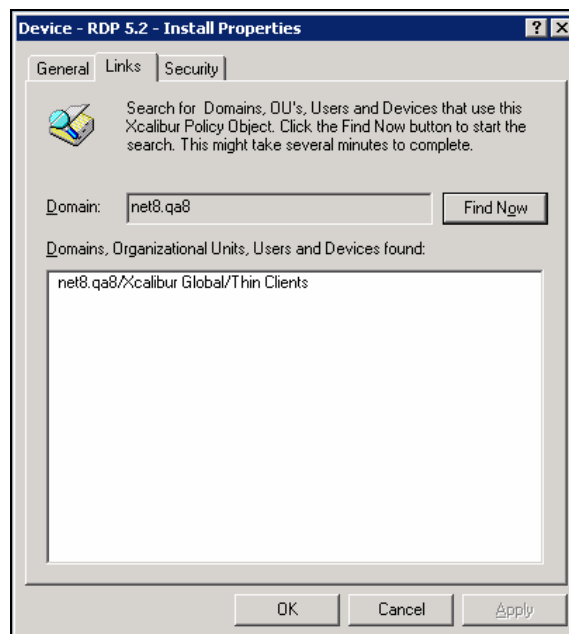 Device - RDP 5.2 - Install Properties
General Links Security
Search for Domains, OU's, Users and Devices that use this
Xcalibur Policy Object. Click the Find Now button to start the
search. This might take several minutes to complete.
Domain: net8.qa8 Find Now
Domains, Organizational Units, Users and Devices found:
net8.qa8/Xcalibur Global/Thin Clients
OK Cancel Apply